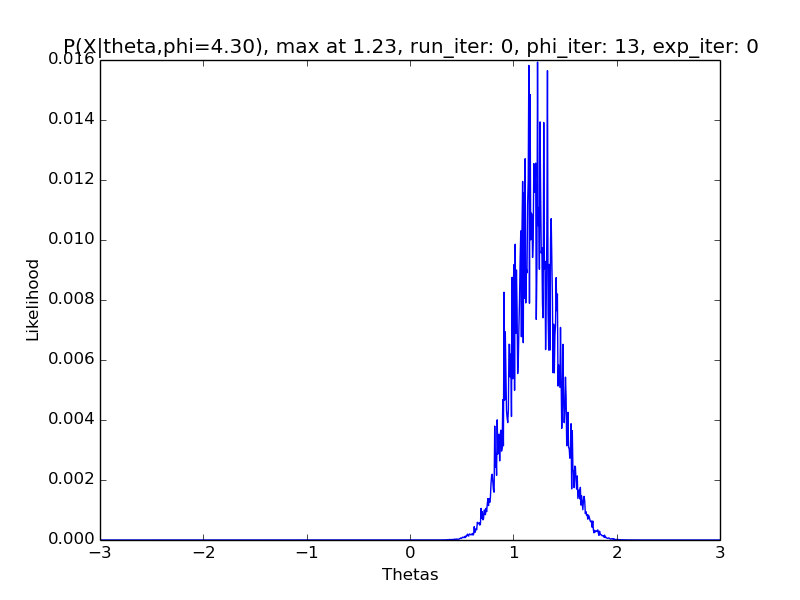 P(X|theta,phi=4.30), max at 1.23, run_iter: 0, phi_iter: 13, exp_iter: 0
0.016
0.014
0.012
0.010
0.008
0.006
0.004
0.002
0.000
Likelihood
−3 −2 −1 0 1 2 3
Thetas